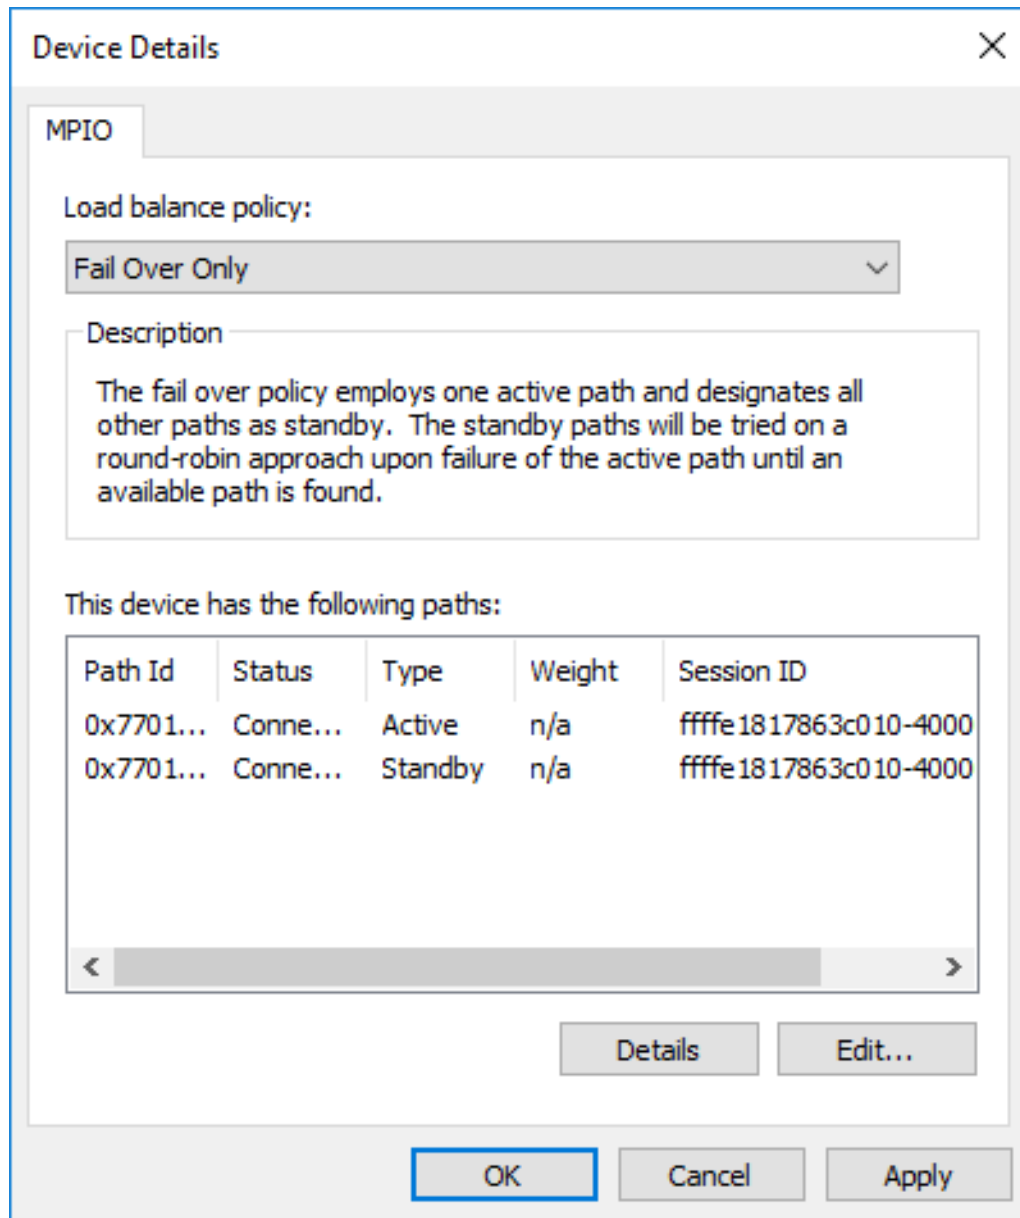 Device Details
MPIO
Load balance policy:
Fail Over Only
Description
The fail over policy employs one active path and designates all
other paths as standby.  The standby paths will be tried on a
round-robin approach upon failure of the active path until an
available path is found.
This device has the following paths:
Path Id Status Type Weight Session ID
0x7701... Conne... Active n/a ffffe1817863c010-4000
0x7701... Conne... Standby n/a ffffe1817863c010-4000
Details Edit...
OK Cancel Apply